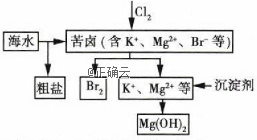 Cl₂
海水
苦卤(含K⁺、Mg²⁺、Br⁻等)
@正确云
粗盐
Br₂
K⁺、Mg²⁺等
沉淀剂
Mg(OH)₂